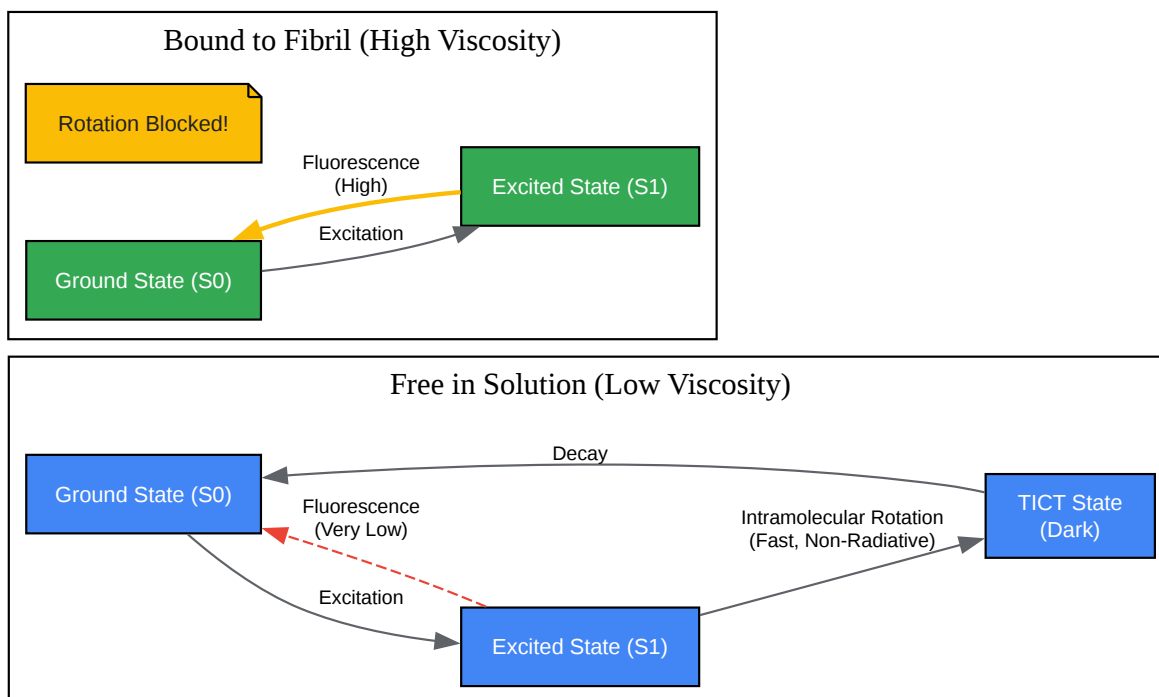 Bound to Fibril (High Viscosity)
Rotation Blocked!
Fluorescence
(High)
Excited State (S1)
Excitation
Ground State (S0)
Free in Solution (Low Viscosity)
Decay
Ground State (S0)
Fluorescence
(Very Low)
Intramolecular Rotation
(Fast, Non-Radiative)
TICT State
(Dark)
Excitation
Excited State (S1)